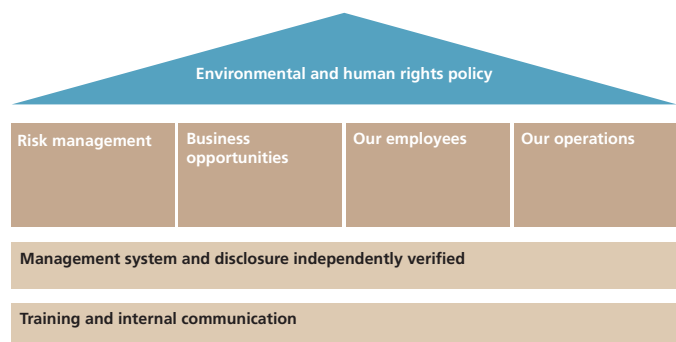 Environmental and human rights policy
Risk management
Business
opportunities
Our employees
Our operations
Management system and disclosure independently verified
Training and internal communication